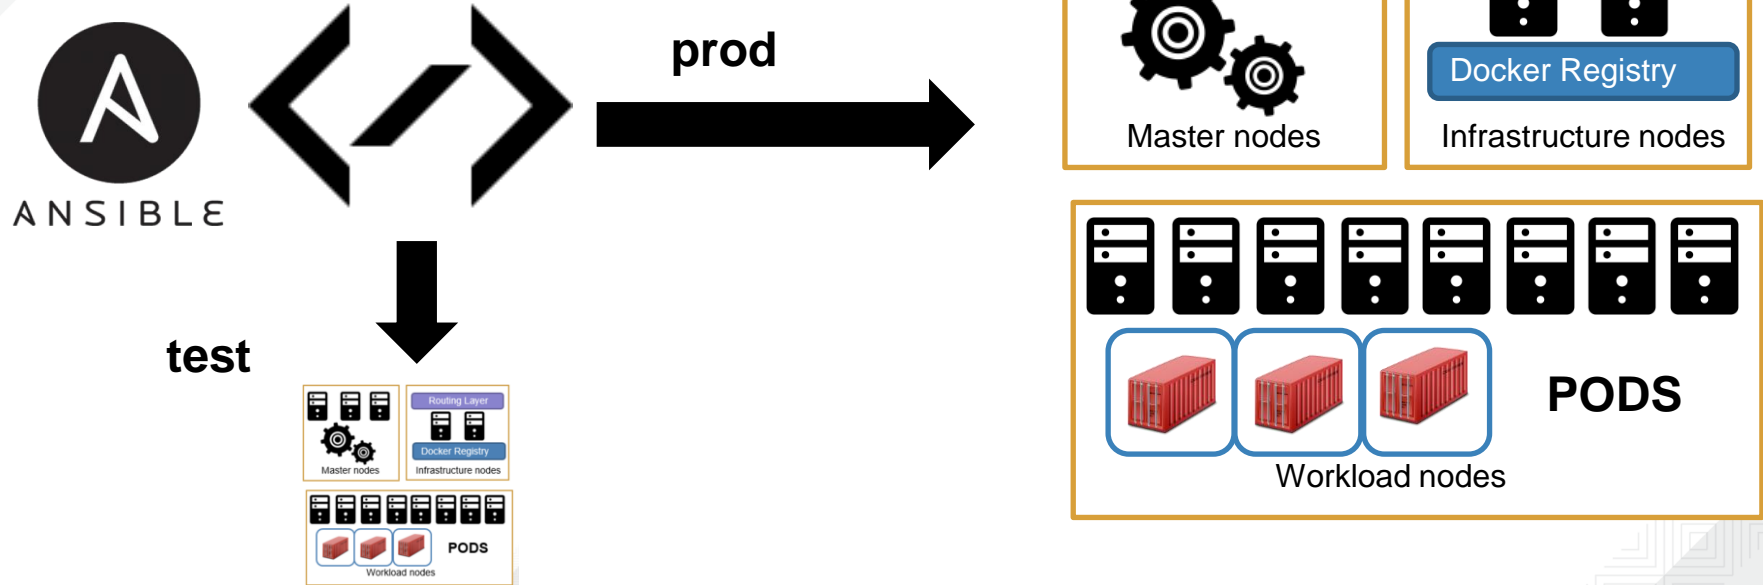 prod
Docker Registry
Master nodes
Infrastructure nodes
ANSIBLE
test
PODS
Workload nodes
Routing Layer
Docker Registry
Master nodes
Infrastructure nodes
PODS
Workload nodes